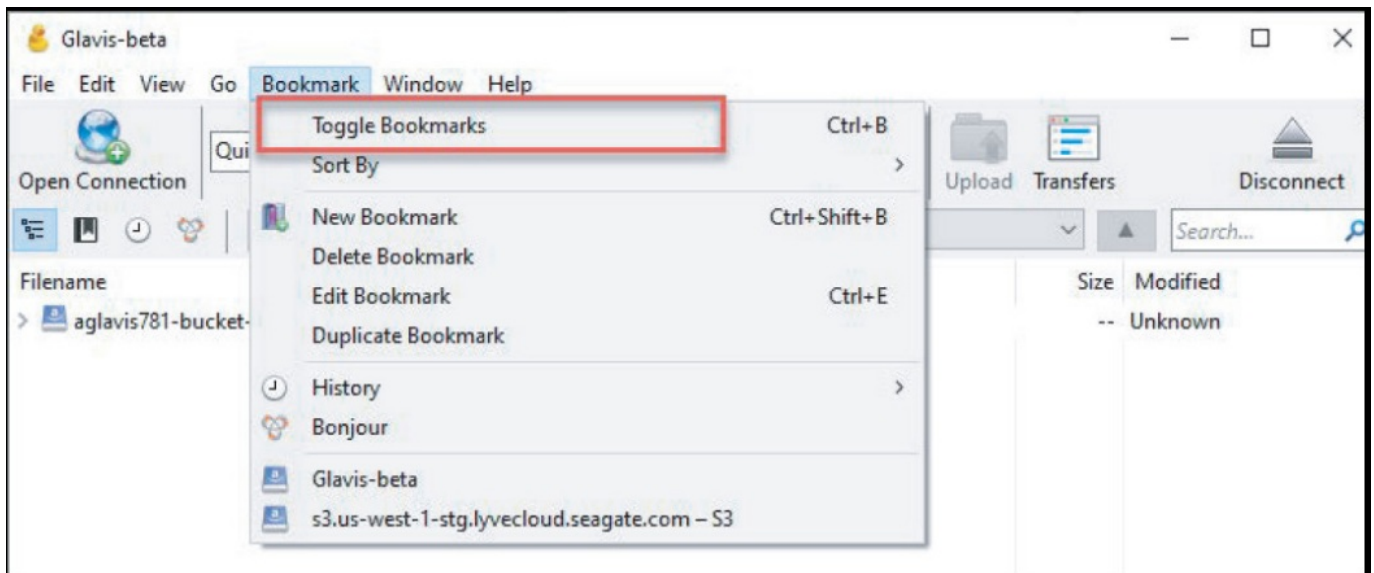 Glavis-beta
File Edit View Go Bookmark Window Help
Toggle Bookmarks Ctrl+B
Sort By
New Bookmark Ctrl+Shift+B
Delete Bookmark
Edit Bookmark Ctrl+E
Duplicate Bookmark
History
Bonjour
Glavis-beta
s3.us-west-1-stg.lyvecloud.seagate.com – S3
Open Connection
Qui
Upload Transfers Disconnect
Search...
Filename Size Modified
aglavis781-bucket- -- Unknown